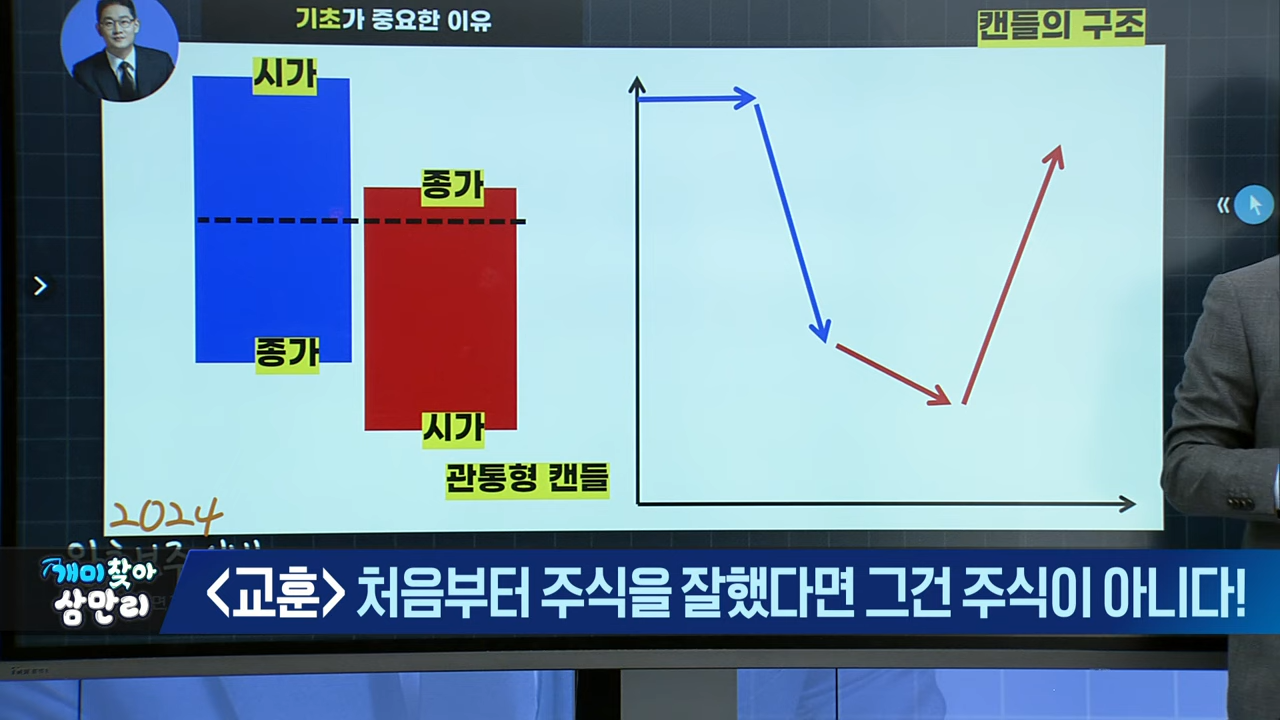 기초가 중요한 이유
캔들의 구조
시가
종가
종가
시가
관통형 캔들
2024
개미찾아
삼만리
<교훈> 처음부터 주식을 잘했다면 그건 주식이 아니다!